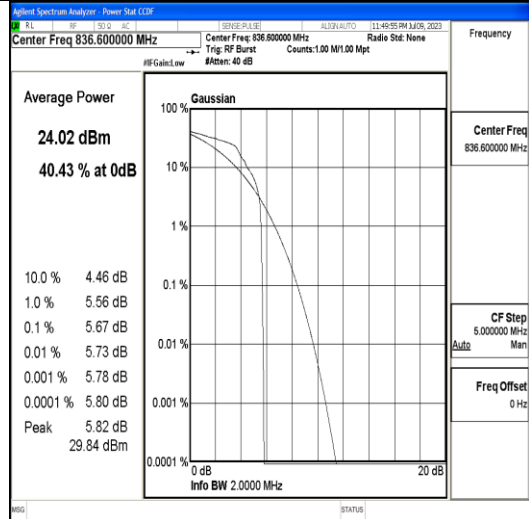 Agilent Spectrum Analyzer - Power Stat CCDF
RL RF 50 Ω AC SENSE:PULSE ALIGN AUTO 11:49:55 PM Jul 09, 2023
Center Freq 836.600000 MHz
Center Freq: 836.600000 MHz Radio Std: None
Trig: RF Burst Counts:1.00 M/1.00 Mpt
#IFGain:Low #Atten: 40 dB
Frequency
Average Power
24.02 dBm
40.43 % at 0dB
10.0 % 4.46 dB
1.0 % 5.56 dB
0.1 % 5.67 dB
0.01 % 5.73 dB
0.001 % 5.78 dB
0.0001 % 5.80 dB
Peak 5.82 dB
29.84 dBm
Gaussian
100 %
10 %
1 %
0.1 %
0.01 %
0.001 %
0.0001 %
0 dB 20 dB
Info BW 2.0000 MHz
Center Freq
836.600000 MHz
CF Step
5.000000 MHz
Auto Man
Freq Offset
0 Hz
MSG STATUS